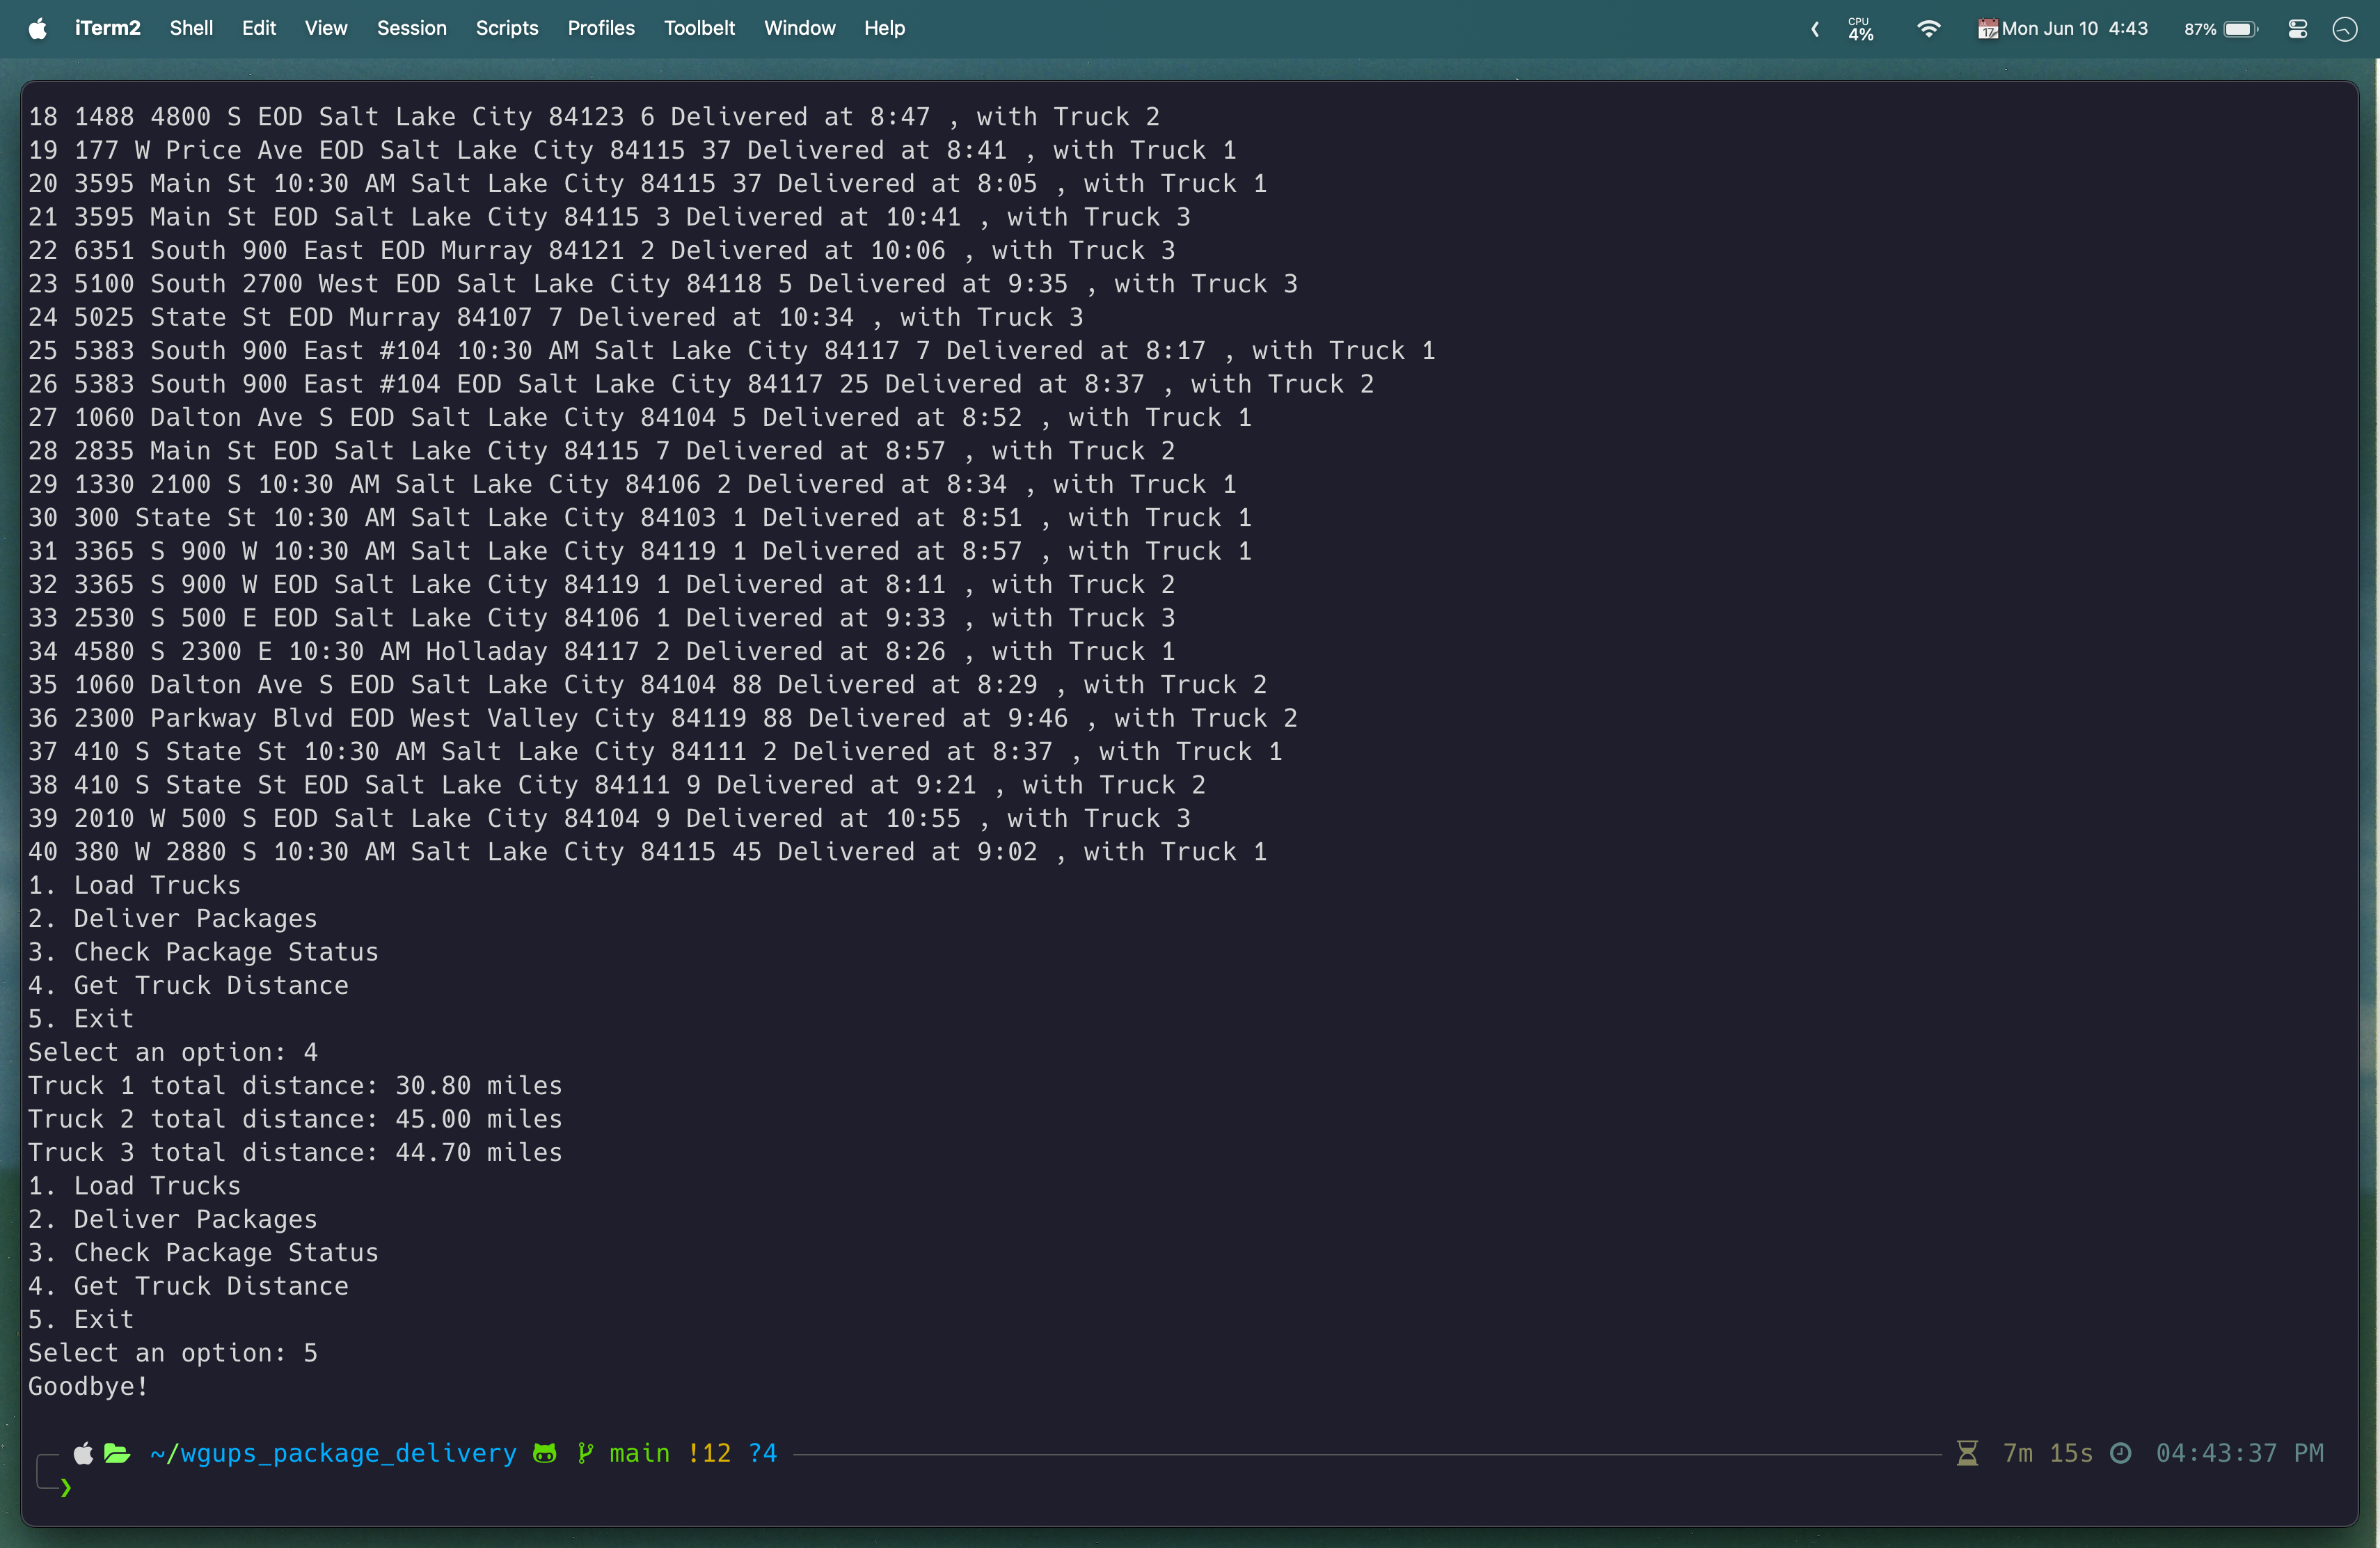 iTerm2 Shell Edit View Session Scripts Profiles Toolbelt Window Help CPU 4% 17 Mon Jun 10 4:43 87%
18 1488 4800 S EOD Salt Lake City 84123 6 Delivered at 8:47 , with Truck 2
19 177 W Price Ave EOD Salt Lake City 84115 37 Delivered at 8:41 , with Truck 1
20 3595 Main St 10:30 AM Salt Lake City 84115 37 Delivered at 8:05 , with Truck 1
21 3595 Main St EOD Salt Lake City 84115 3 Delivered at 10:41 , with Truck 3
22 6351 South 900 East EOD Murray 84121 2 Delivered at 10:06 , with Truck 3
23 5100 South 2700 West EOD Salt Lake City 84118 5 Delivered at 9:35 , with Truck 3
24 5025 State St EOD Murray 84107 7 Delivered at 10:34 , with Truck 3
25 5383 South 900 East #104 10:30 AM Salt Lake City 84117 7 Delivered at 8:17 , with Truck 1
26 5383 South 900 East #104 EOD Salt Lake City 84117 25 Delivered at 8:37 , with Truck 2
27 1060 Dalton Ave S EOD Salt Lake City 84104 5 Delivered at 8:52 , with Truck 1
28 2835 Main St EOD Salt Lake City 84115 7 Delivered at 8:57 , with Truck 2
29 1330 2100 S 10:30 AM Salt Lake City 84106 2 Delivered at 8:34 , with Truck 1
30 300 State St 10:30 AM Salt Lake City 84103 1 Delivered at 8:51 , with Truck 1
31 3365 S 900 W 10:30 AM Salt Lake City 84119 1 Delivered at 8:57 , with Truck 1
32 3365 S 900 W EOD Salt Lake City 84119 1 Delivered at 8:11 , with Truck 2
33 2530 S 500 E EOD Salt Lake City 84106 1 Delivered at 9:33 , with Truck 3
34 4580 S 2300 E 10:30 AM Holladay 84117 2 Delivered at 8:26 , with Truck 1
35 1060 Dalton Ave S EOD Salt Lake City 84104 88 Delivered at 8:29 , with Truck 2
36 2300 Parkway Blvd EOD West Valley City 84119 88 Delivered at 9:46 , with Truck 2
37 410 S State St 10:30 AM Salt Lake City 84111 2 Delivered at 8:37 , with Truck 1
38 410 S State St EOD Salt Lake City 84111 9 Delivered at 9:21 , with Truck 2
39 2010 W 500 S EOD Salt Lake City 84104 9 Delivered at 10:55 , with Truck 3
40 380 W 2880 S 10:30 AM Salt Lake City 84115 45 Delivered at 9:02 , with Truck 1
1. Load Trucks
2. Deliver Packages
3. Check Package Status
4. Get Truck Distance
5. Exit
Select an option: 4
Truck 1 total distance: 30.80 miles
Truck 2 total distance: 45.00 miles
Truck 3 total distance: 44.70 miles
1. Load Trucks
2. Deliver Packages
3. Check Package Status
4. Get Truck Distance
5. Exit
Select an option: 5
Goodbye!
~/wgups_package_delivery main !12 ?4 7m 15s 04:43:37 PM
❯